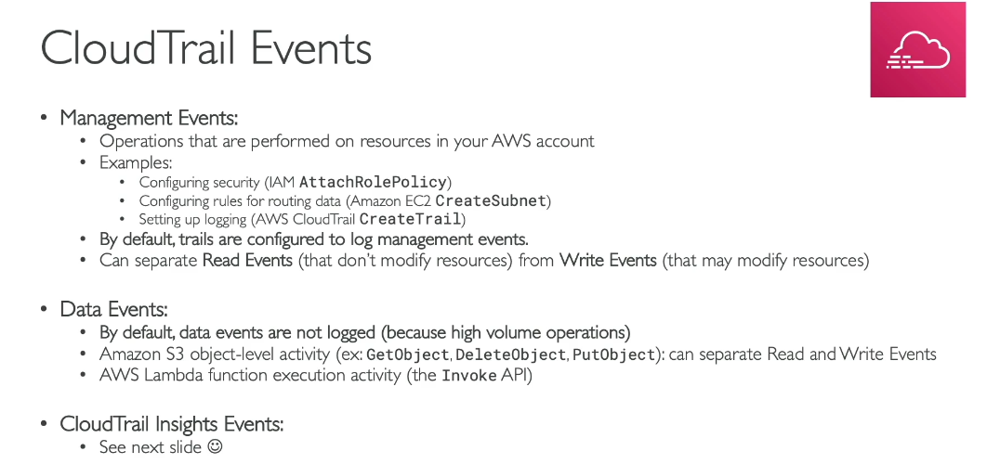 CloudTrail Events
• Management Events:
• Operations that are performed on resources in your AWS account
• Examples:
• Configuring security (IAM AttachRolePolicy)
• Configuring rules for routing data (Amazon EC2 CreateSubnet)
• Setting up logging (AWS CloudTrail CreateTrail)
• By default, trails are configured to log management events.
• Can separate Read Events (that don't modify resources) from Write Events (that may modify resources)
• Data Events:
• By default, data events are not logged (because high volume operations)
• Amazon S3 object-level activity (ex: GetObject, DeleteObject, PutObject): can separate Read and Write Events
• AWS Lambda function execution activity (the Invoke API)
• CloudTrail Insights Events:
• See next slide ☺